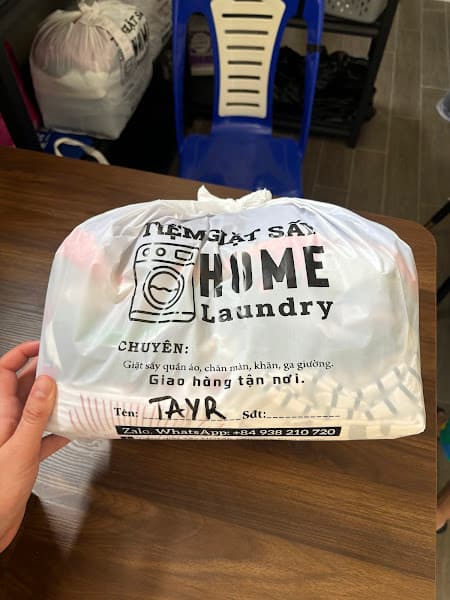 TIỆM GIẶT SẤY
HOME
Laundry
CHUYÊN:
Giặt sấy quần áo, chăn màn, khăn, ga giường.
Giao hàng tận nơi.
Tên: TAYR Sđt:
Zalo. WhatsApp: +84 938 210 720